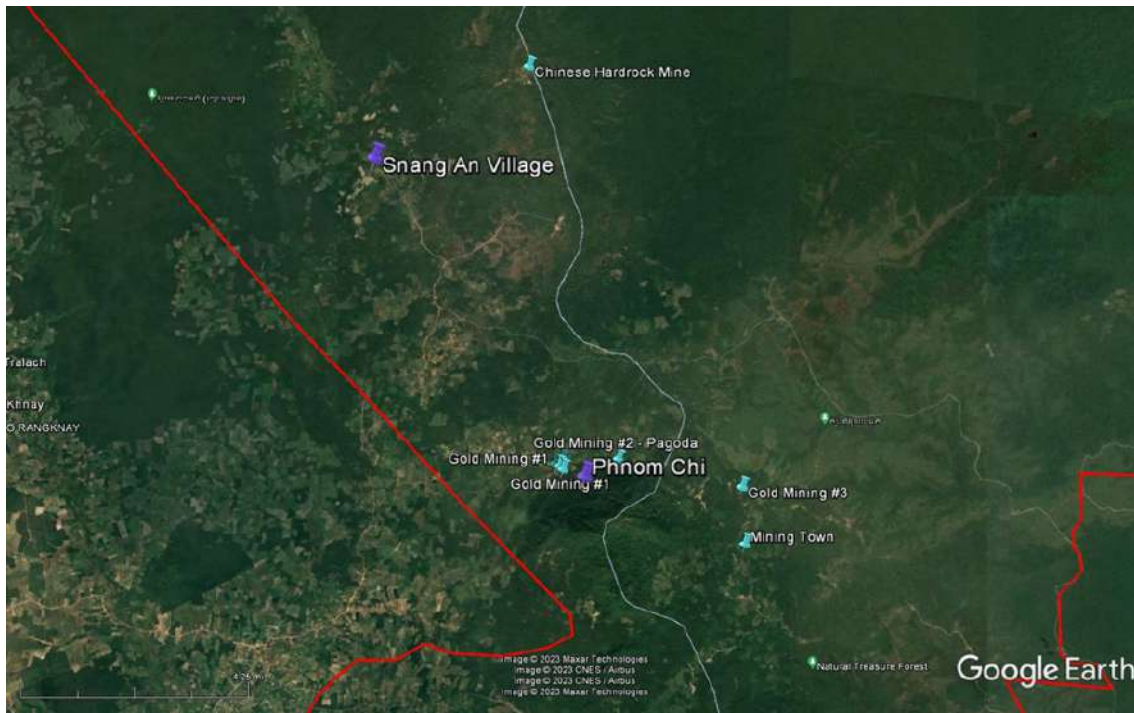 Chinese Hardrock Mine
Snang An Village
Tralach
Khnay
O RANGKNAY
Gold Mining #2 - Pagoda
Gold Mining #1
Phnom Chi
Gold Mining #1
Gold Mining #3
Mining Town
Natural Treasure Forest
Image © 2023 Maxar Technologies
Image © 2023 CNES / Airbus
Image © 2023 CNES / Airbus
Image © 2023 Maxar Technologies
Google Earth